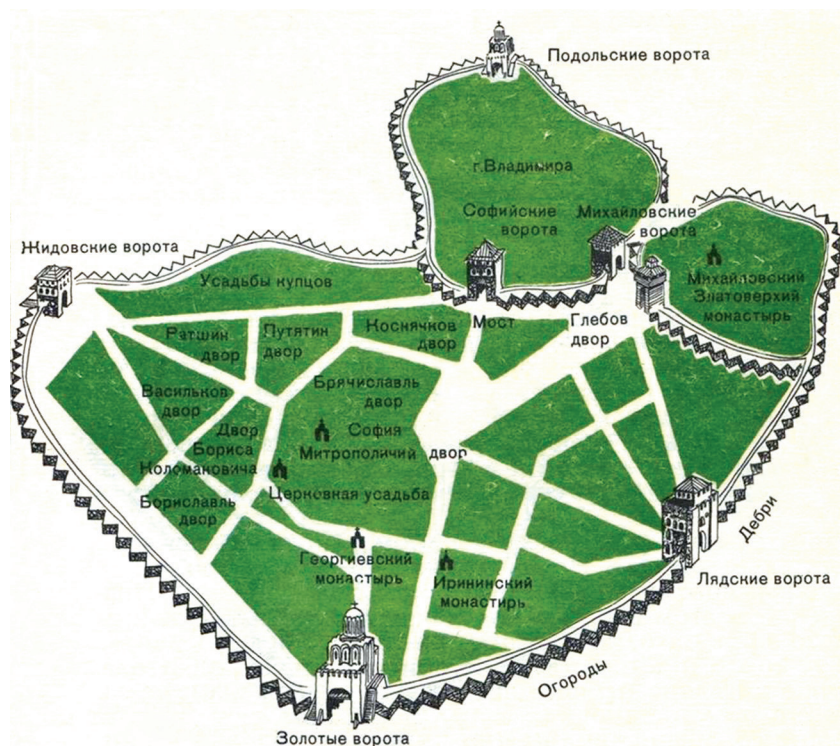 Подольские ворота
г.Владимира
Софийские
ворота
Михайловские
ворота
Жидовские ворота
Михайловский
Златоверхий
монастырь
Усадьбы купцов
Ратшин
двор
Путятин
двор
Коснячков
двор
Мост
Глебов
двор
Васильков
двор
Брячиславль
двор
Двор
Бориса
Коломановича
София
Митрополичий двор
Бориславль
двор
Церковная усадьба
Георгиевский
монастырь
Ирининский
монастирь
Дебри
Лядские ворота
Огороды
Золотые ворота